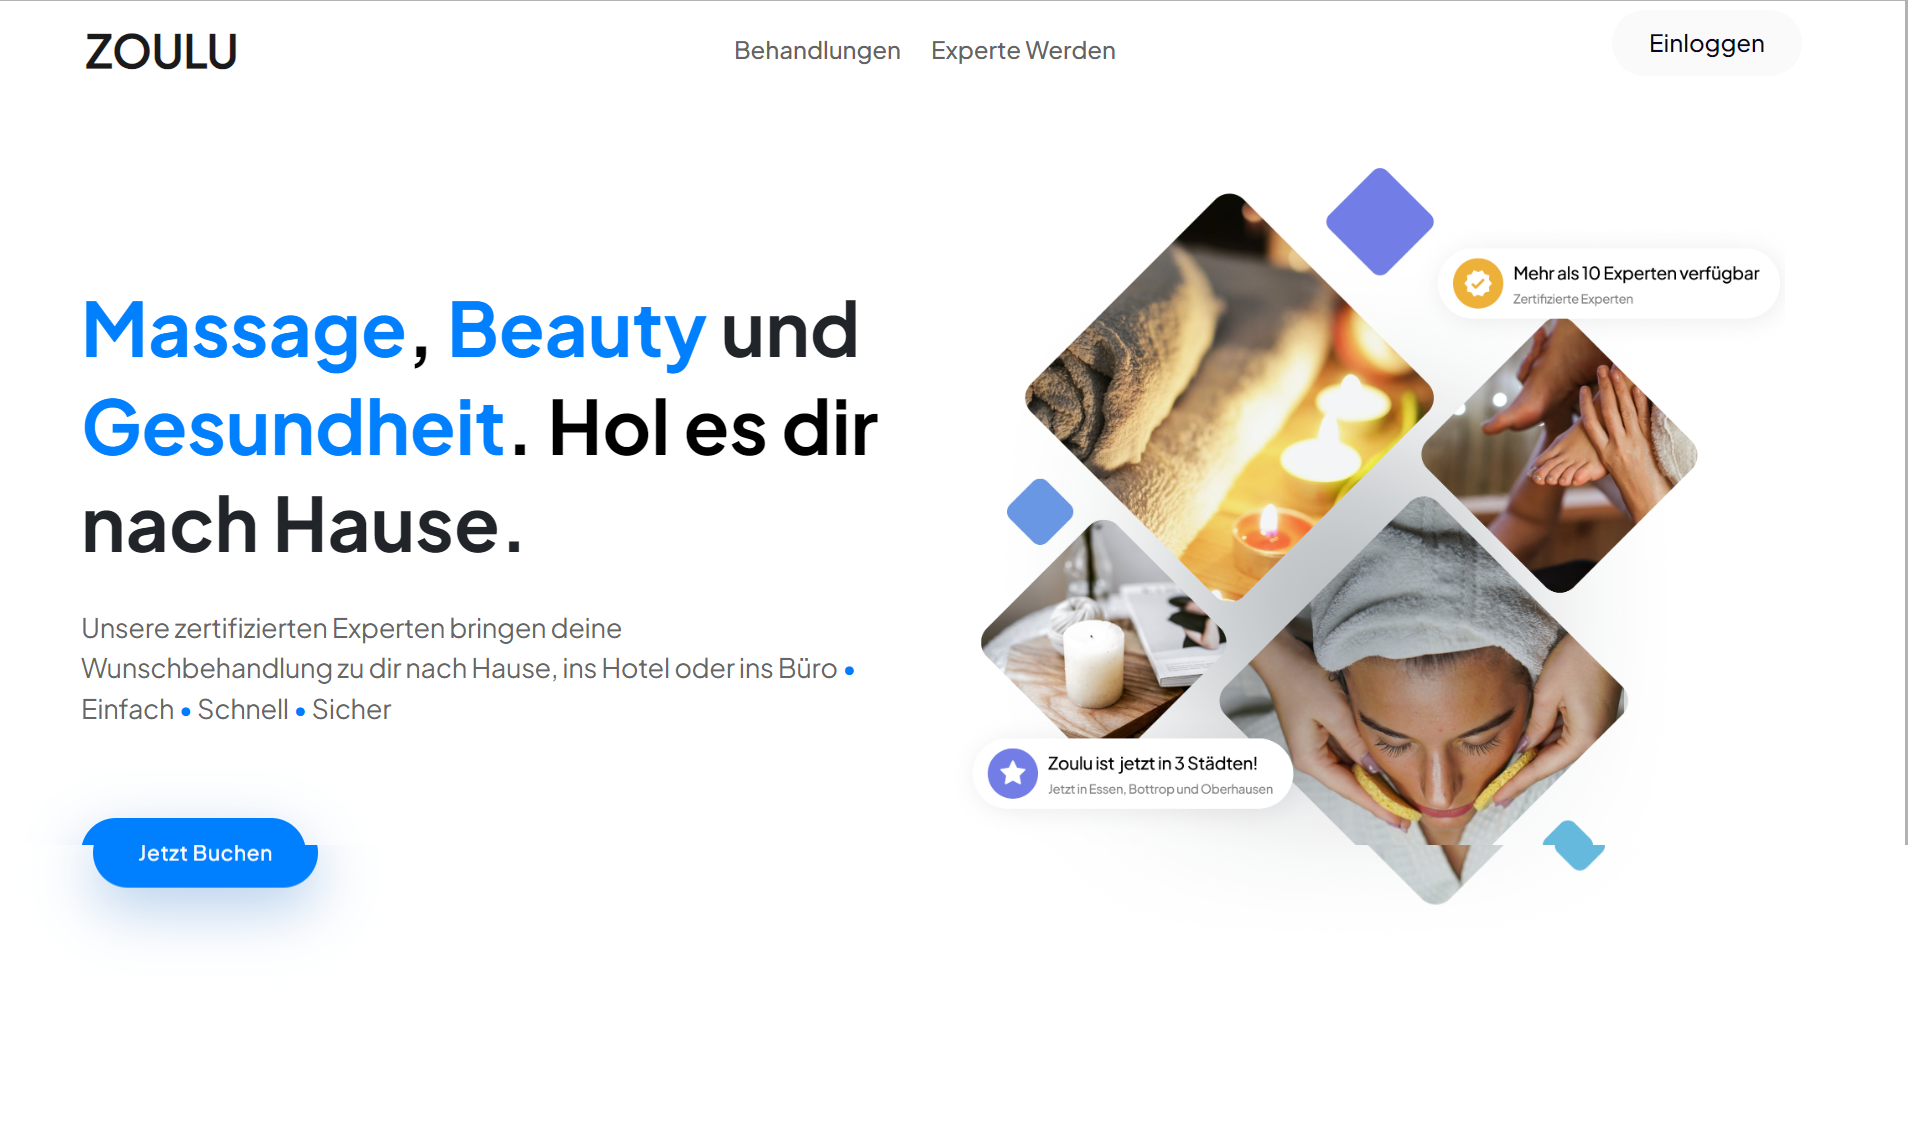 ZOULU
Behandlungen
Experte Werden
Einloggen
Massage, Beauty und
Gesundheit. Hol es dir
nach Hause.
Unsere zertifizierten Experten bringen deine
Wunschbehandlung zu dir nach Hause, ins Hotel oder ins Büro •
Einfach • Schnell • Sicher
Jetzt Buchen
Mehr als 10 Experten verfügbar
Zertifizierte Experten
Zoulu ist jetzt in 3 Städten!
Jetzt in Essen, Bottrop und Oberhausen